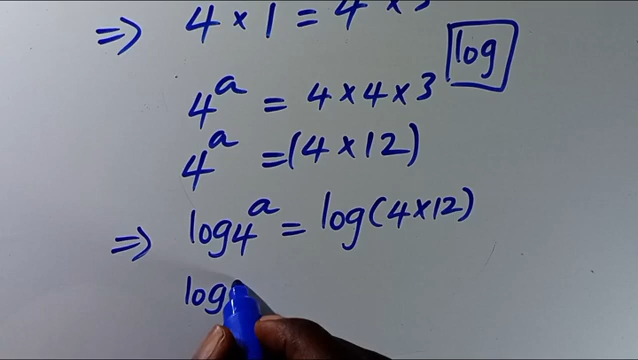 ⇒ 4 × 1 = 4 × 3
log
4^a = 4 × 4 × 3
4^a = (4 × 12)
⇒ log 4^a = log(4 × 12)
log